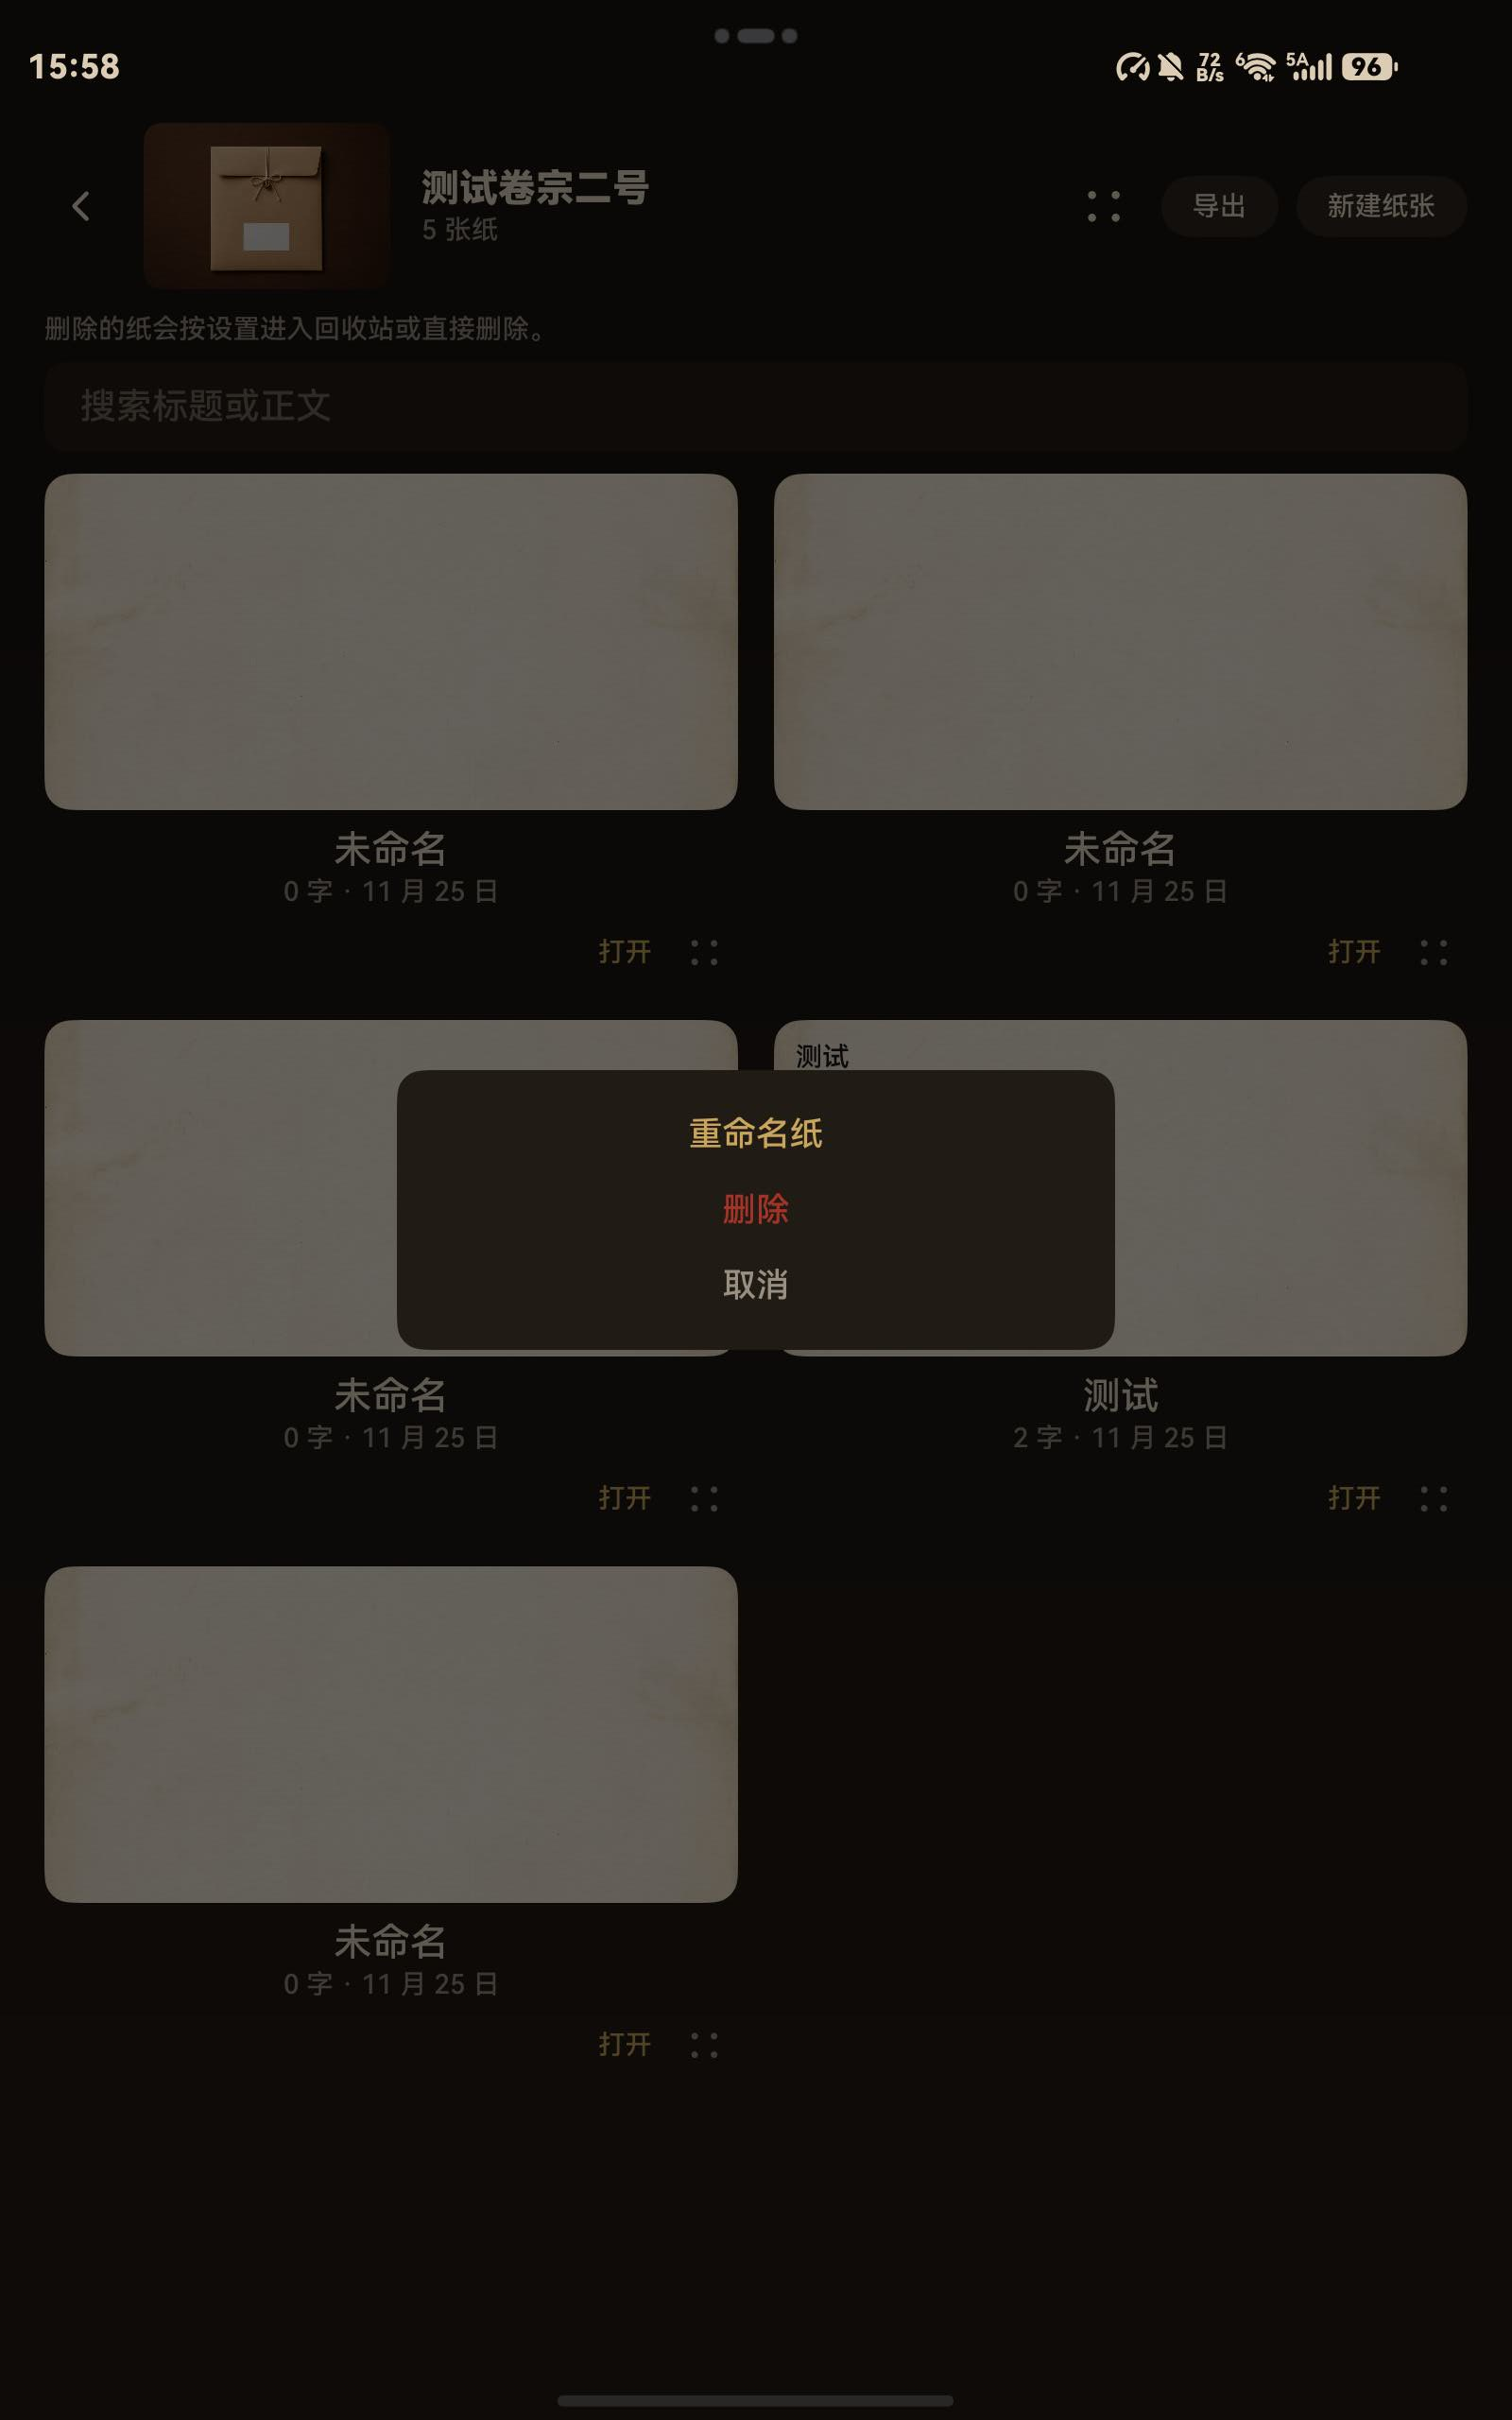 15:58
72
B/s
6
5A
96
测试卷宗二号
5 张纸
导出
新建纸张
删除的纸会按设置进入回收站或直接删除。
搜索标题或正文
未命名
0 字 · 11 月 25 日
打开
未命名
0 字 · 11 月 25 日
打开
测试
重命名纸
删除
取消
未命名
0 字 · 11 月 25 日
打开
测试
2 字 · 11 月 25 日
打开
未命名
0 字 · 11 月 25 日
打开